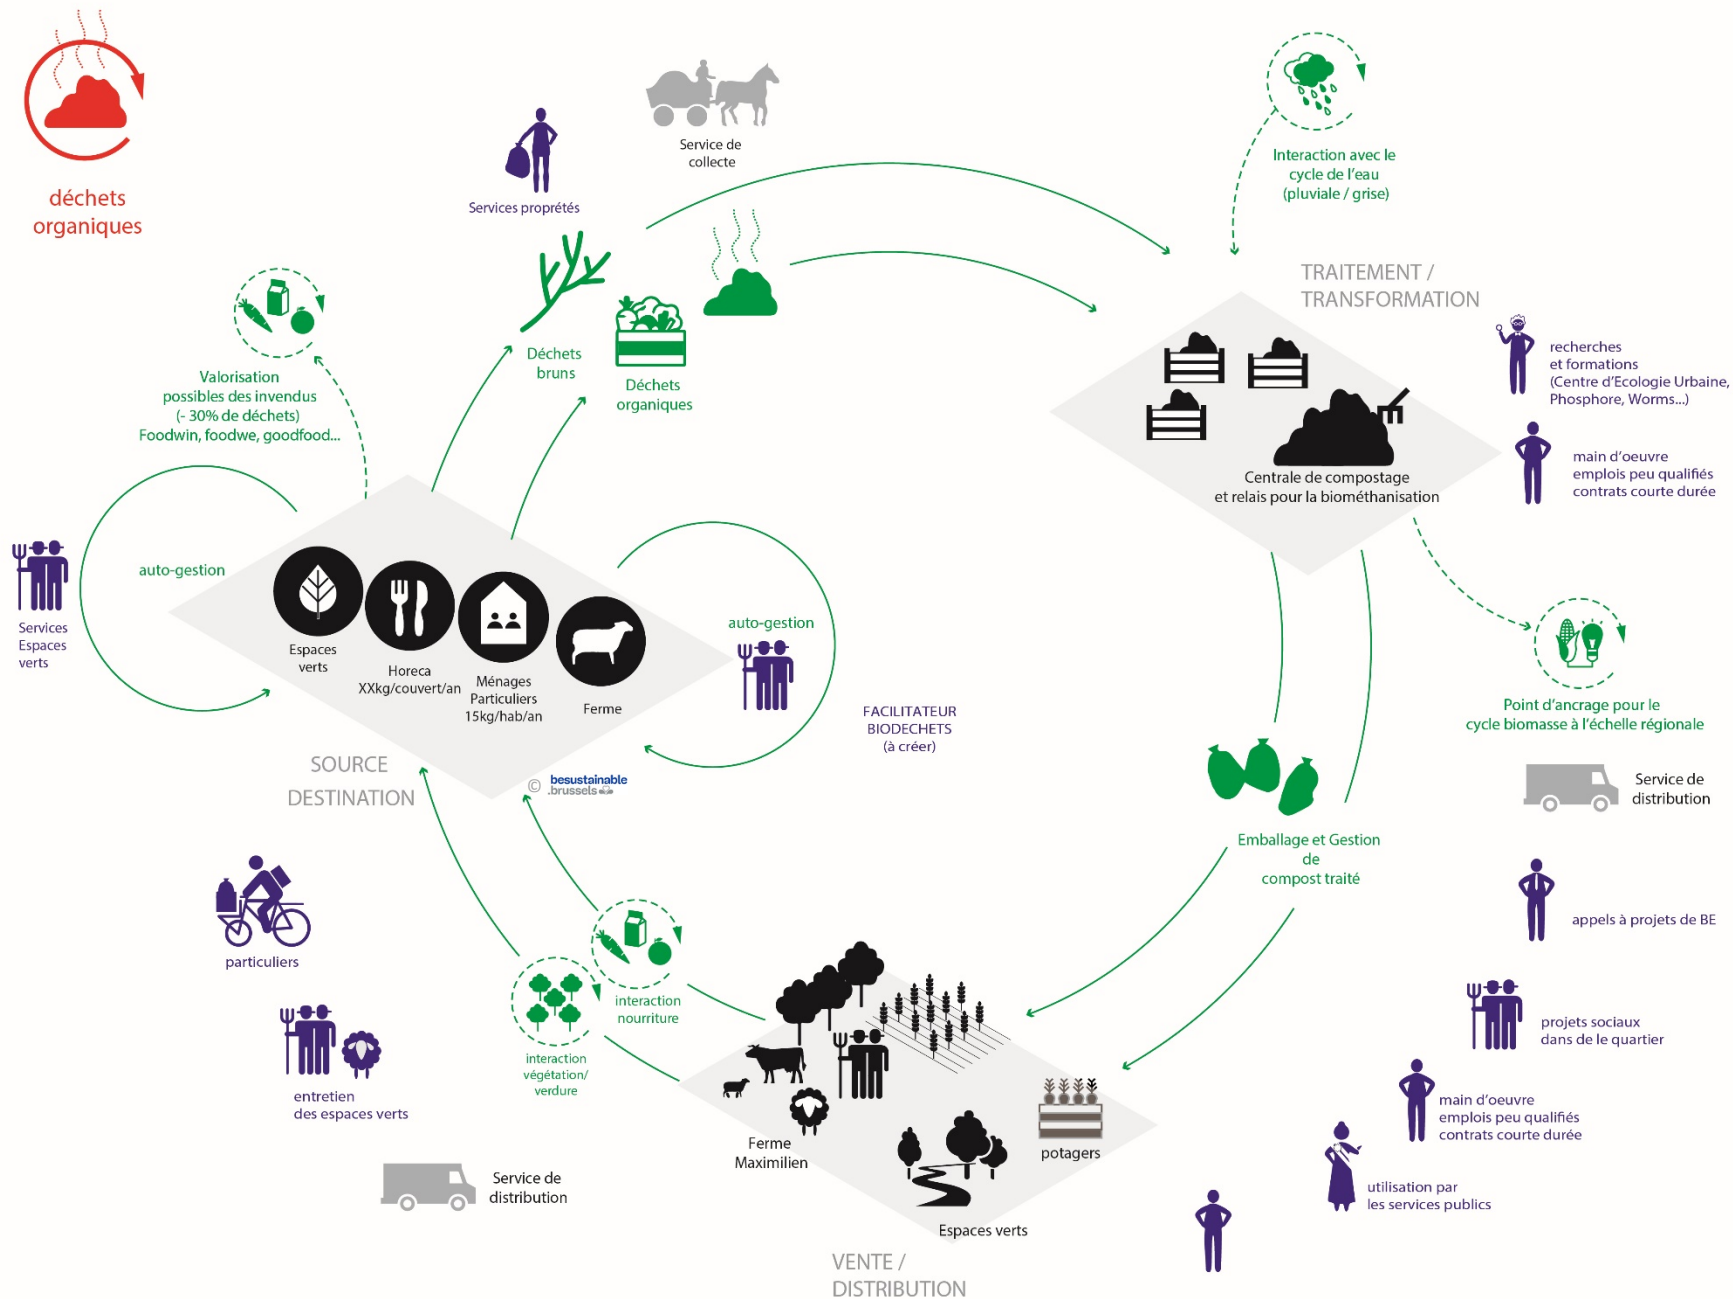 déchets
organiques
Services propretés
Service de
collecte
Interaction avec le
cycle de l'eau
(pluviale / grise)
TRAITEMENT /
TRANSFORMATION
Valorisation
possibles des invendus
(- 30% de déchets)
Foodwin, foodwe, goodfood...
Déchets
bruns
Déchets
organiques
recherches
et formations
(Centre d'Ecologie Urbaine,
Phosphore, Worms...)
main d'oeuvre
emplois peu qualifiés
contrats courte durée
Centrale de compostage
et relais pour la biométhanisation
auto-gestion
Services
Espaces
verts
Espaces
verts
Horeca
XXkg/couvert/an
Ménages
Particuliers
15kg/hab/an
Ferme
auto-gestion
FACILITATEUR
BIODECHETS
(à créer)
Point d'ancrage pour le
cycle biomasse à l'échelle régionale
SOURCE
DESTINATION
© besustainable
.brussels
Service de
distribution
Emballage et Gestion
de
compost traité
appels à projets de BE
particuliers
interaction
nourriture
interaction
végétation/
verdure
projets sociaux
dans de le quartier
entretien
des espaces verts
main d'oeuvre
emplois peu qualifiés
contrats courte durée
Ferme
Maximilien
potagers
Service de
distribution
utilisation par
les services publics
Espaces verts
VENTE /
DISTRIBUTION